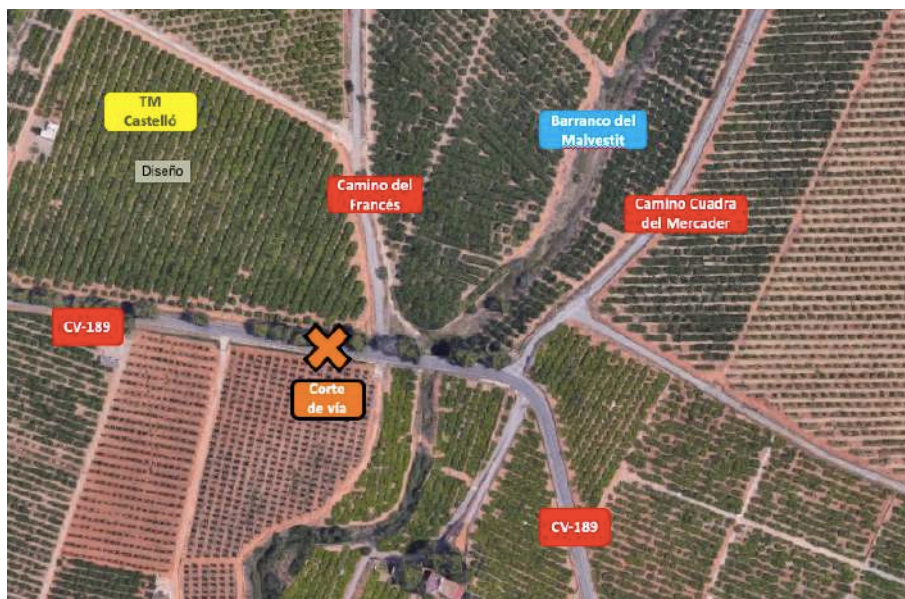 TM
Castelló
Diseño
Barranco del
Malvestit
Camino del
Francés
Camino Cuadra
del Mercader
CV-189
Corte
de vía
CV-189